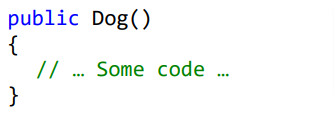 public Dog()
{
// … Some code …
}